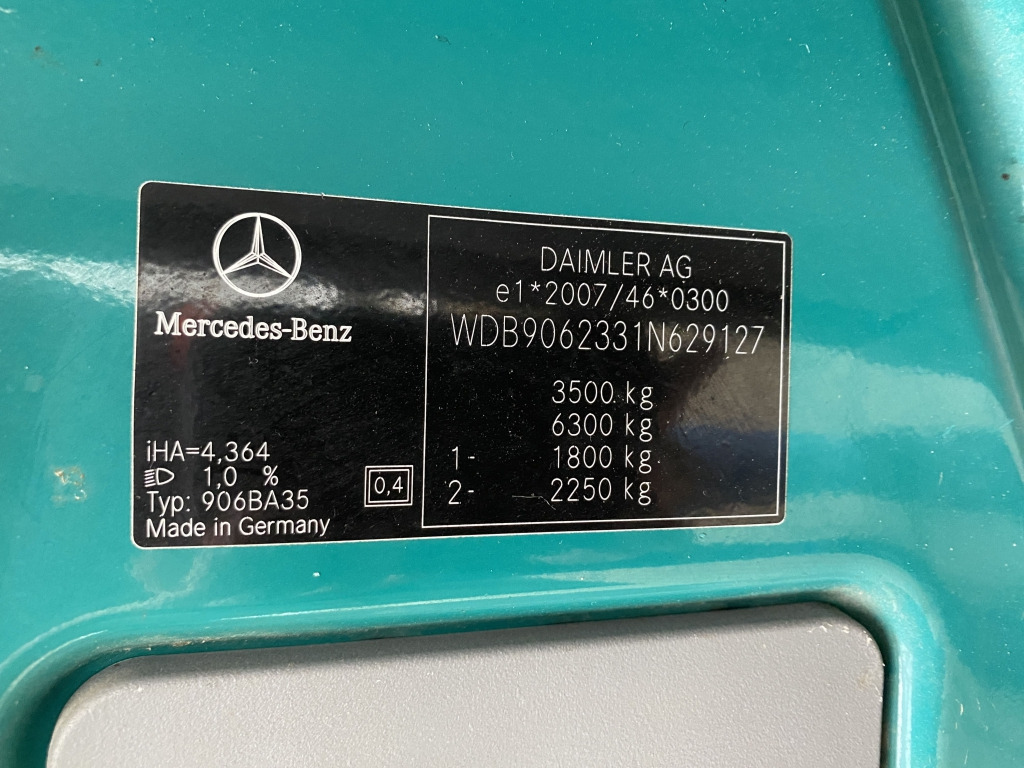 Mercedes-Benz
iHA=4,364
1,0 %
Typ: 906BA35
Made in Germany
0,4
DAIMLER AG
e1*2007/46*0300
WDB9062331N629127
3500 kg
6300 kg
1- 1800 kg
2- 2250 kg